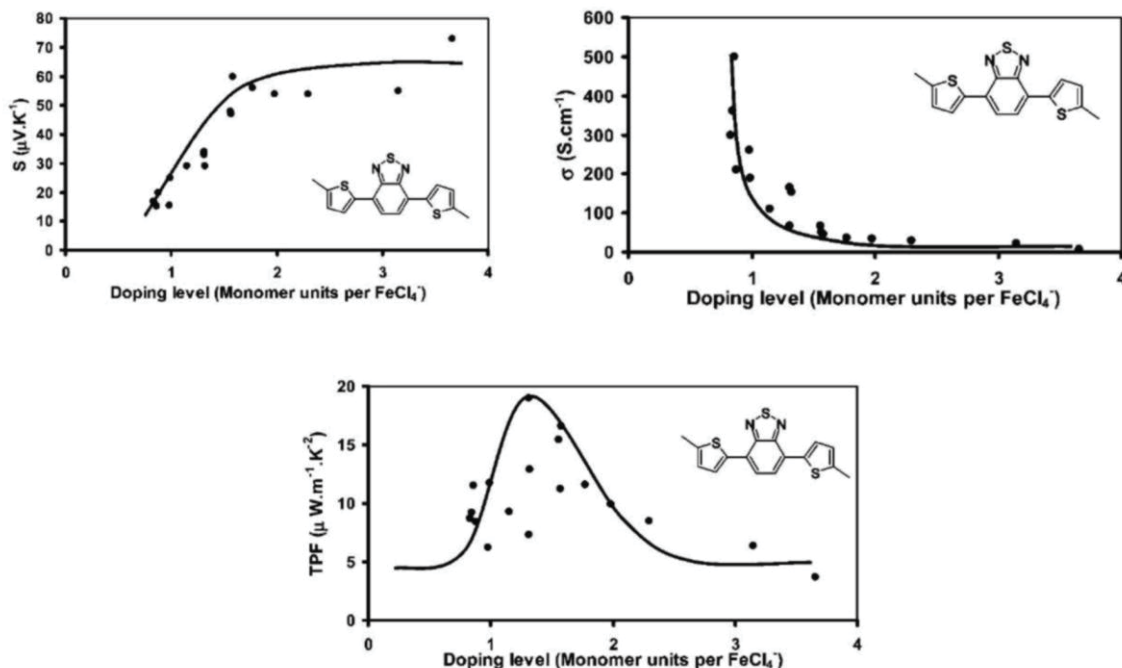 80
70
60
50
40
30
20
10
0
S (μV.K⁻¹)
0 1 2 3 4
Doping level (Monomer units per FeCl₄⁻)
S
N N
S
S
600
500
400
300
200
100
0
σ (S.cm⁻¹)
0 1 2 3 4
Doping level (Monomer units per FeCl₄⁻)
S
N N
S
S
20
15
10
5
0
TPF (μ W.m⁻¹.K⁻²)
0 1 2 3 4
Doping level (Monomer units per FeCl₄⁻)
S
N N
S
S